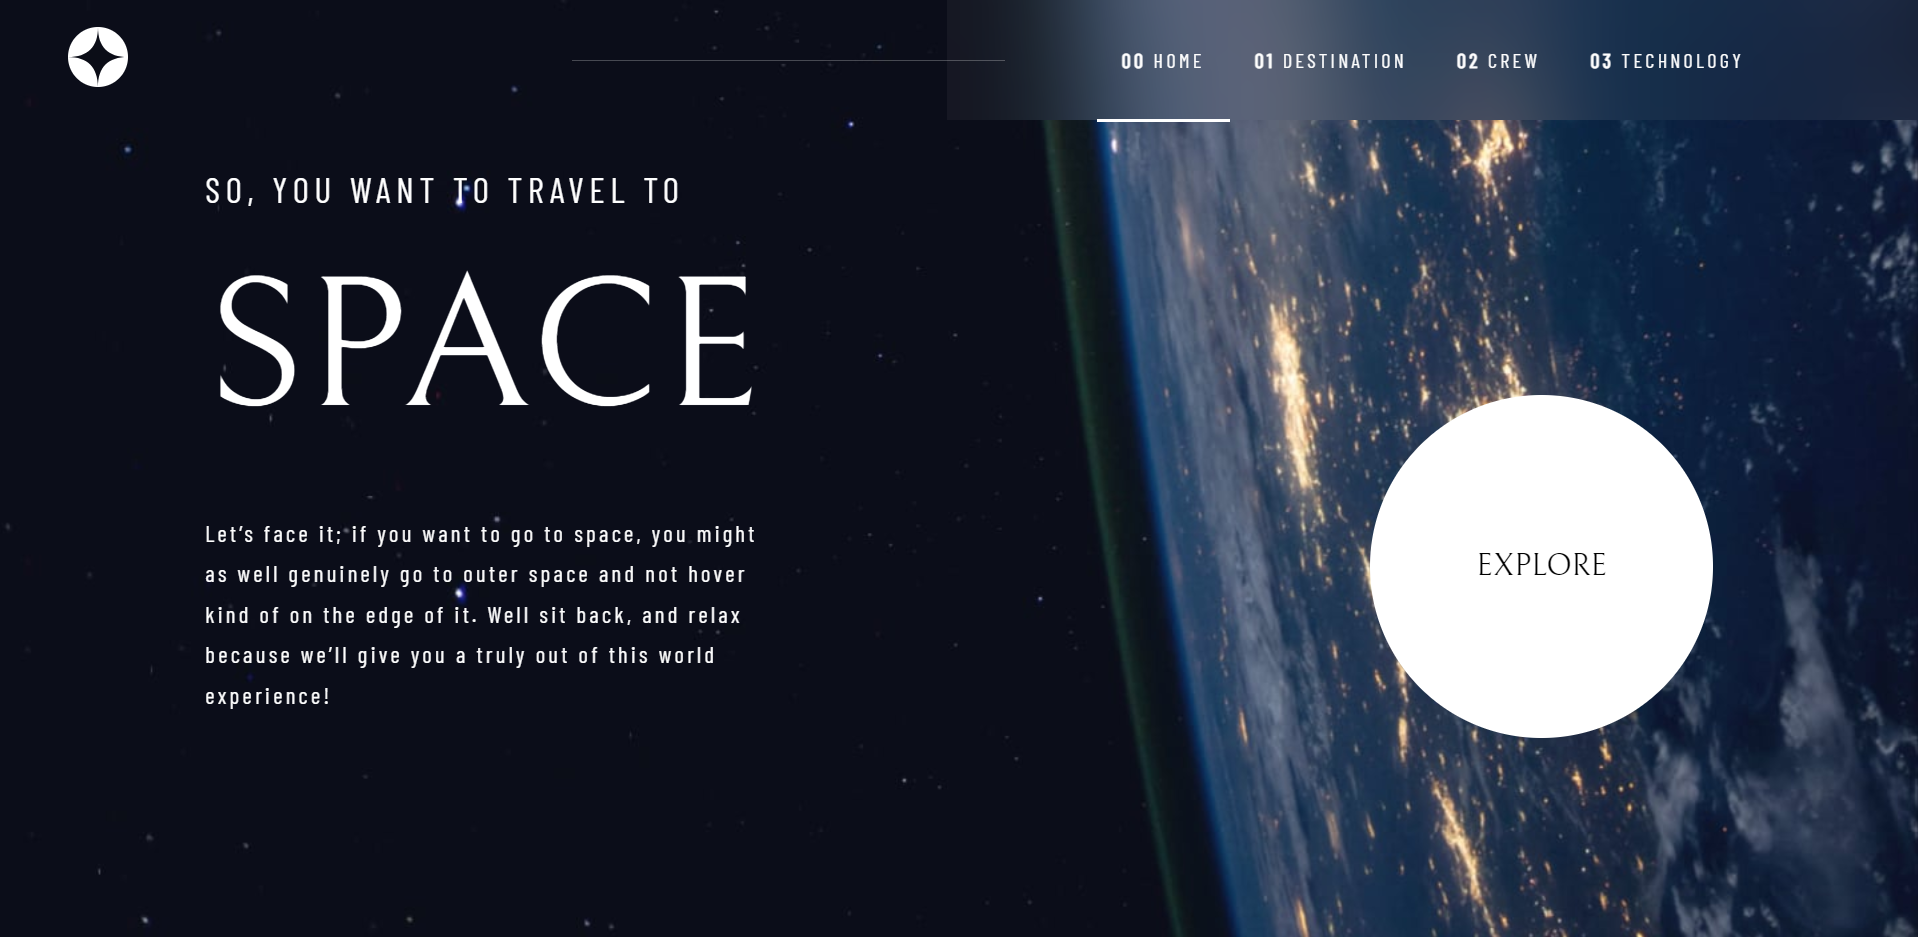 00 HOME 01 DESTINATION 02 CREW 03 TECHNOLOGY
SO, YOU WANT TO TRAVEL TO
SPACE
Let’s face it; if you want to go to space, you might
as well genuinely go to outer space and not hover
kind of on the edge of it. Well sit back, and relax
because we’ll give you a truly out of this world
experience!
EXPLORE